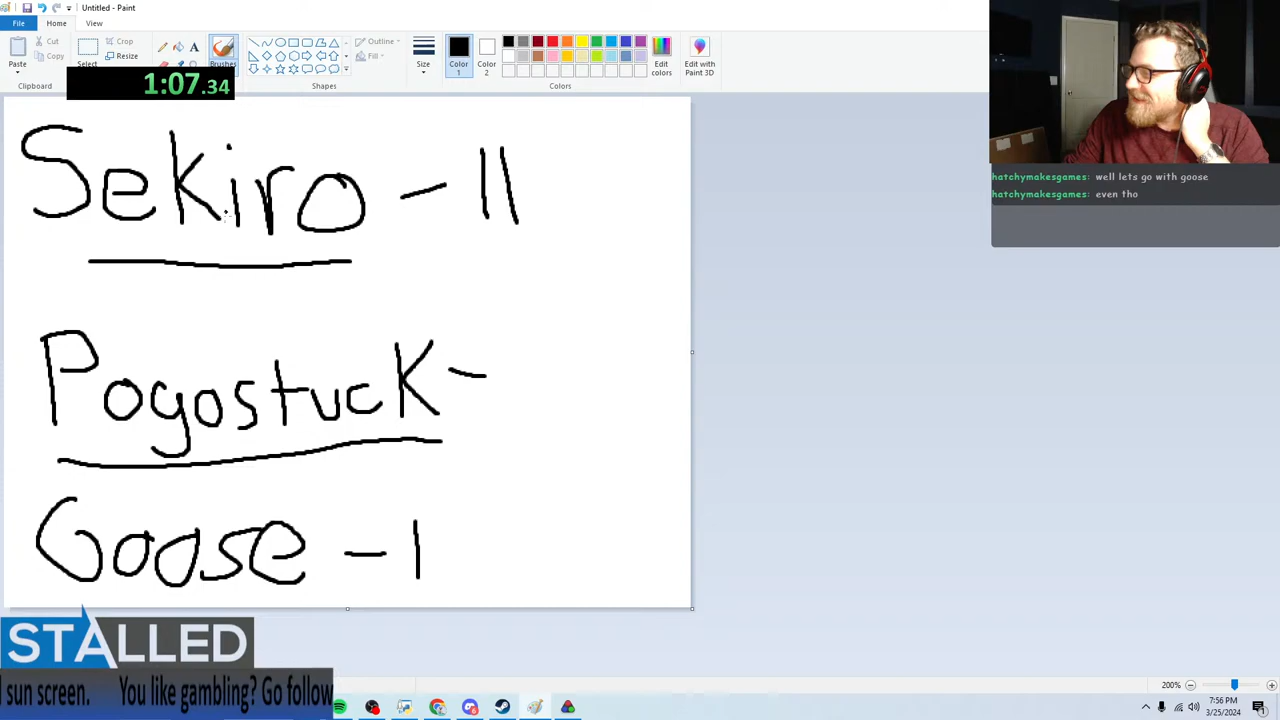 Untitled - Paint
File Home View
Paste
Cut
Copy
Clipboard
Select
Crop
Resize
Brushes
Outline
Fill
Shapes
Size
Color 1
Color 2
Edit colors
Edit with Paint 3D
Colors
1:07.34
Sekiro - 11
Pogostuck -
Goose - 1
hatchymakesgames: well lets go with goose
hatchymakesgames: even tho
STALLED
sun screen. You like gambling? Go follow
200%
7:56 PM
3/25/2024